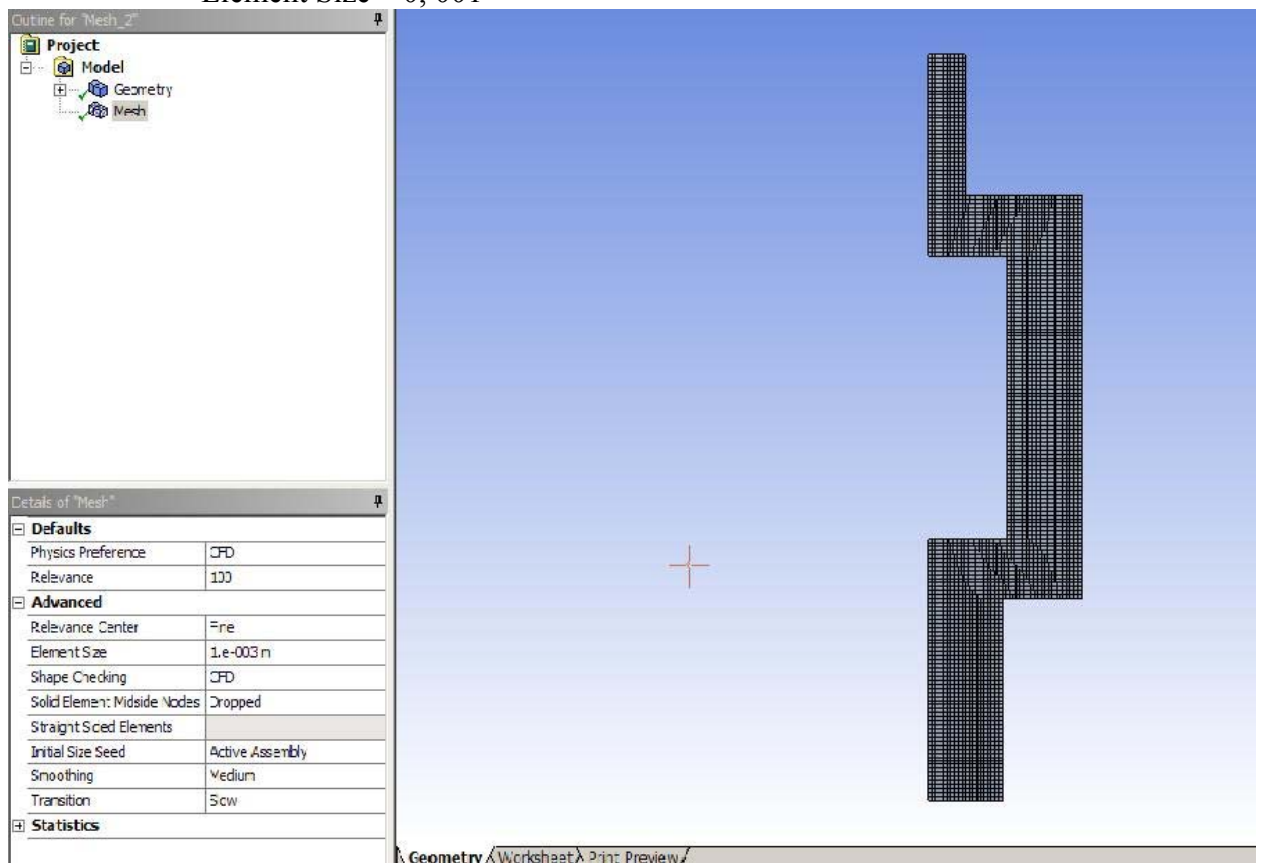 Element Size = 0, 001
Outline for "Mesh_2"
Project
Model
Geometry
Mesh
Details of "Mesh"
Defaults
Physics Preference CFD
Relevance 100
Advanced
Relevance Center Fine
Element Size 1.e-003 m
Shape Checking CFD
Solid Element Midside Nodes Dropped
Straight Sided Elements
Initial Size Seed Active Assembly
Smoothing Medium
Transition Slow
Statistics
Geometry Worksheet Print Preview